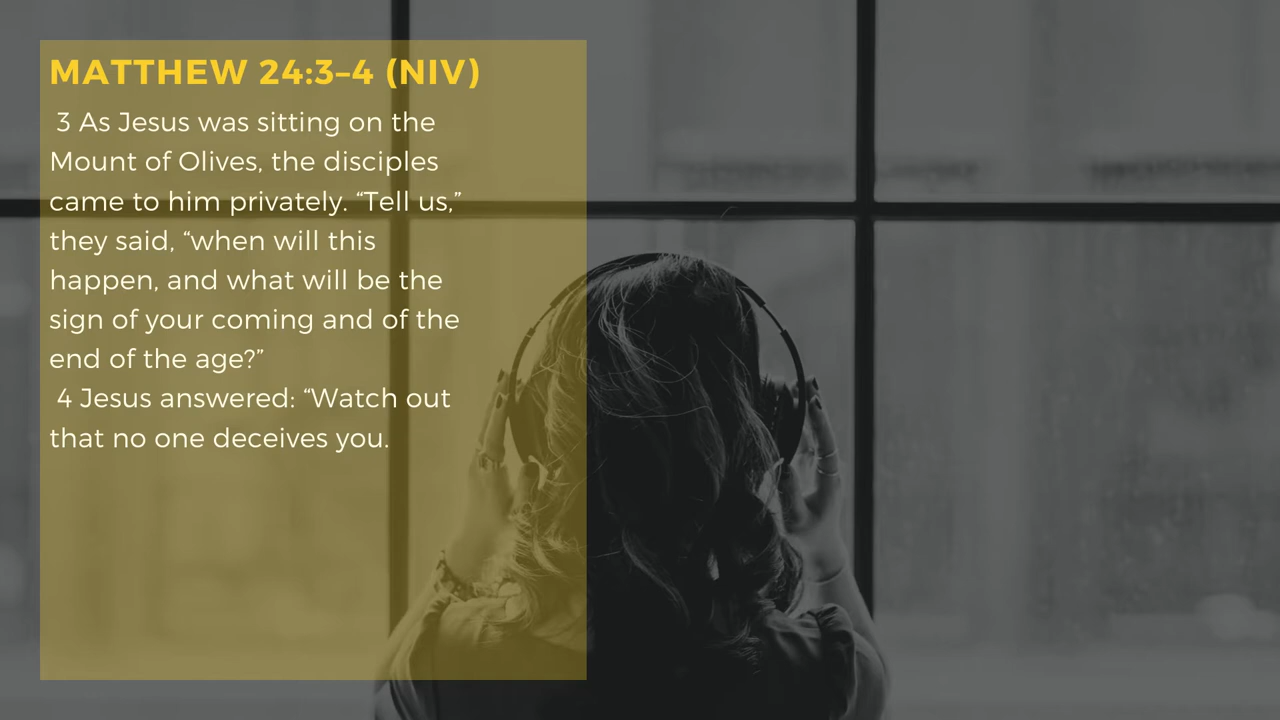 MATTHEW 24:3–4 (NIV)
3 As Jesus was sitting on the
Mount of Olives, the disciples
came to him privately. “Tell us,”
they said, “when will this
happen, and what will be the
sign of your coming and of the
end of the age?”
4 Jesus answered: “Watch out
that no one deceives you.